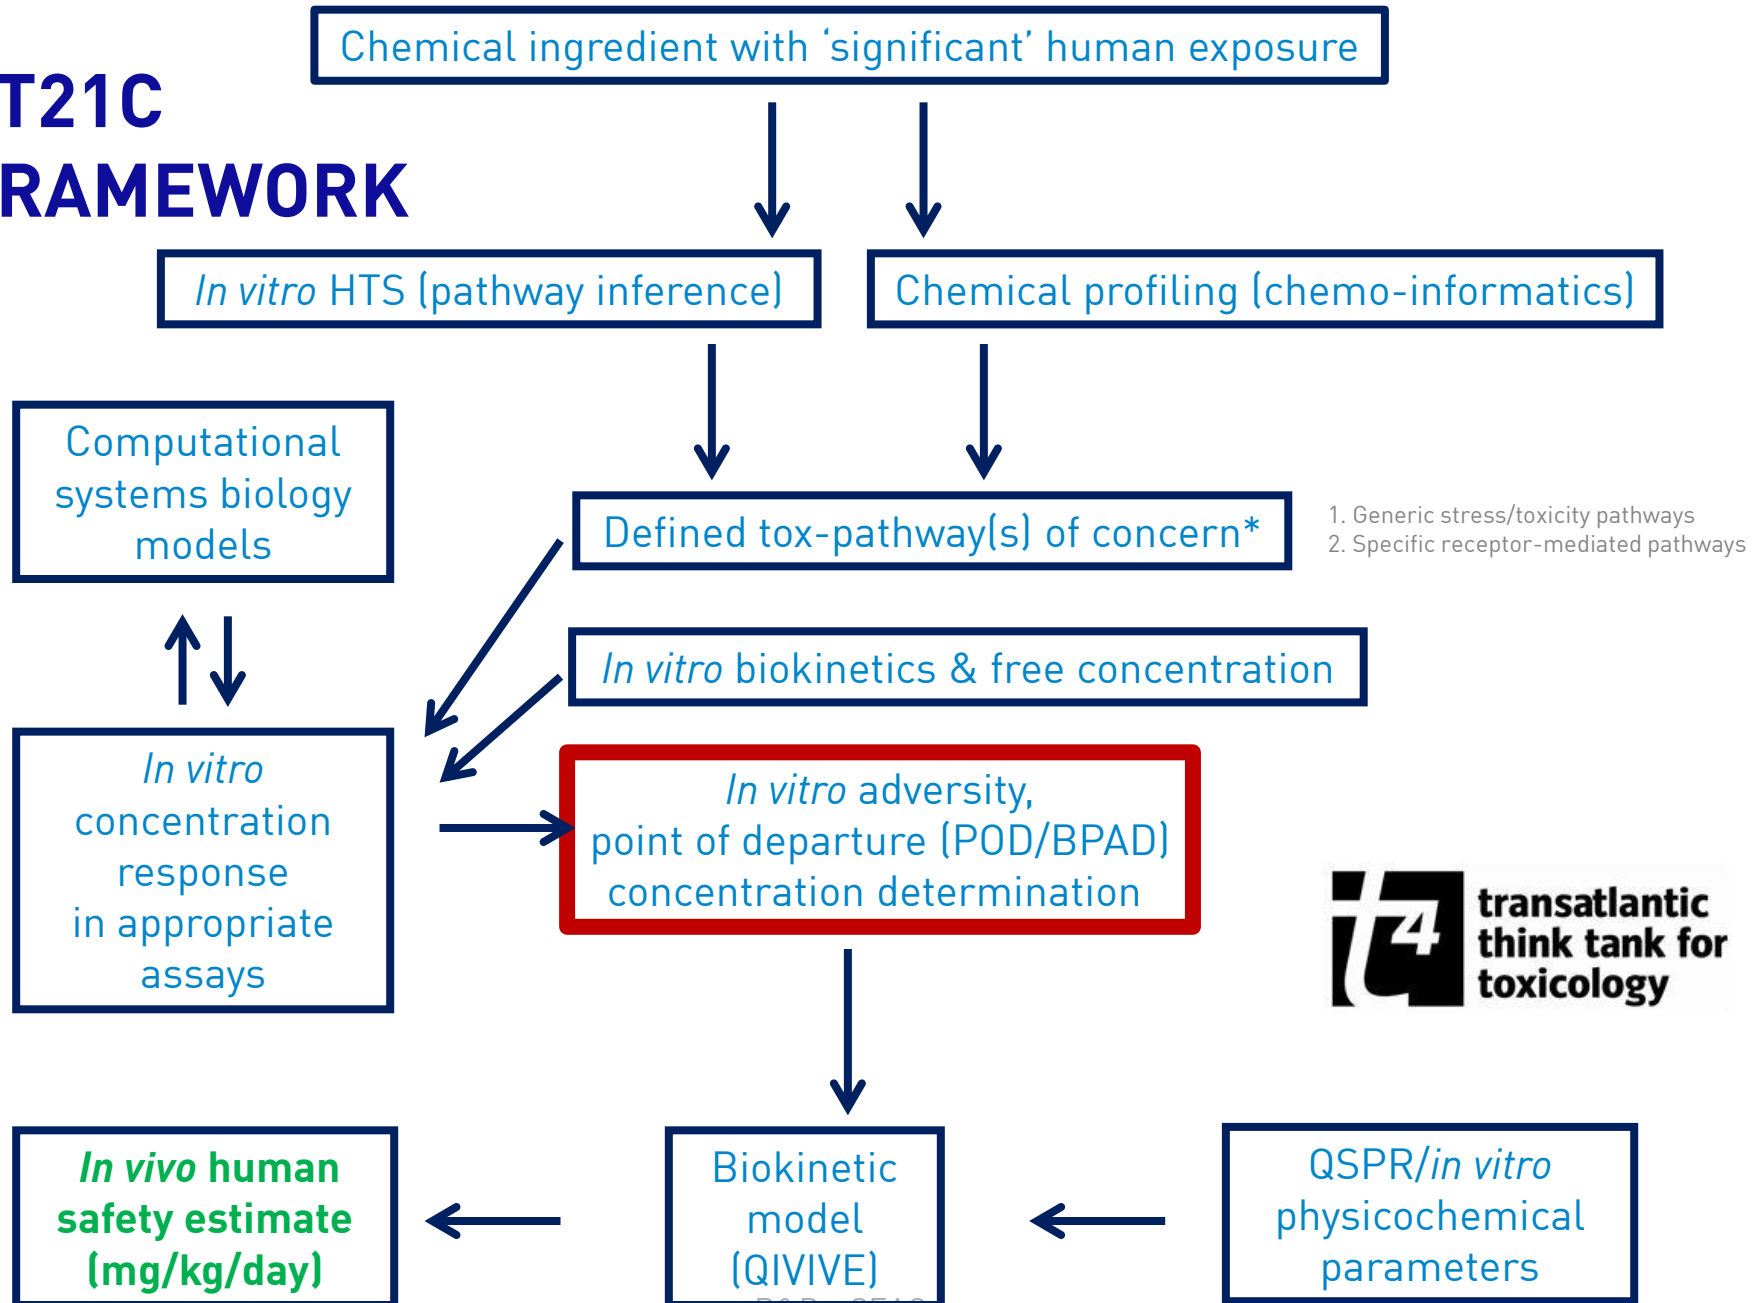 Chemical ingredient with ‘significant’ human exposure
T21C
RAMEWORK
In vitro HTS (pathway inference)
Chemical profiling (chemo-informatics)
Computational
systems biology
models
Defined tox-pathway(s) of concern*
1. Generic stress/toxicity pathways
2. Specific receptor-mediated pathways
In vitro biokinetics & free concentration
In vitro
concentration
response
in appropriate
assays
In vitro adversity,
point of departure (POD/BPAD)
concentration determination
t4
transatlantic
think tank for
toxicology
In vivo human
safety estimate
(mg/kg/day)
Biokinetic
model
(QIVIVE)
QSPR/in vitro
physicochemical
parameters